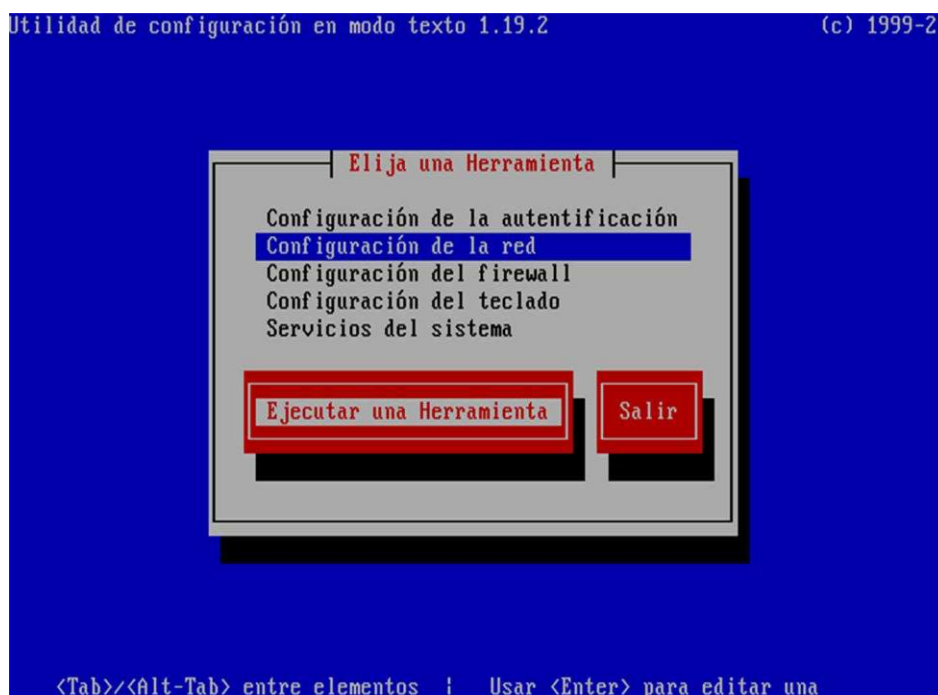 Utilidad de configuración en modo texto 1.19.2 (c) 1999-2
Elija una Herramienta
Configuración de la autentificación
Configuración de la red
Configuración del firewall
Configuración del teclado
Servicios del sistema
Ejecutar una Herramienta Salir
<Tab>/<Alt-Tab> entre elementos | Usar <Enter> para editar una